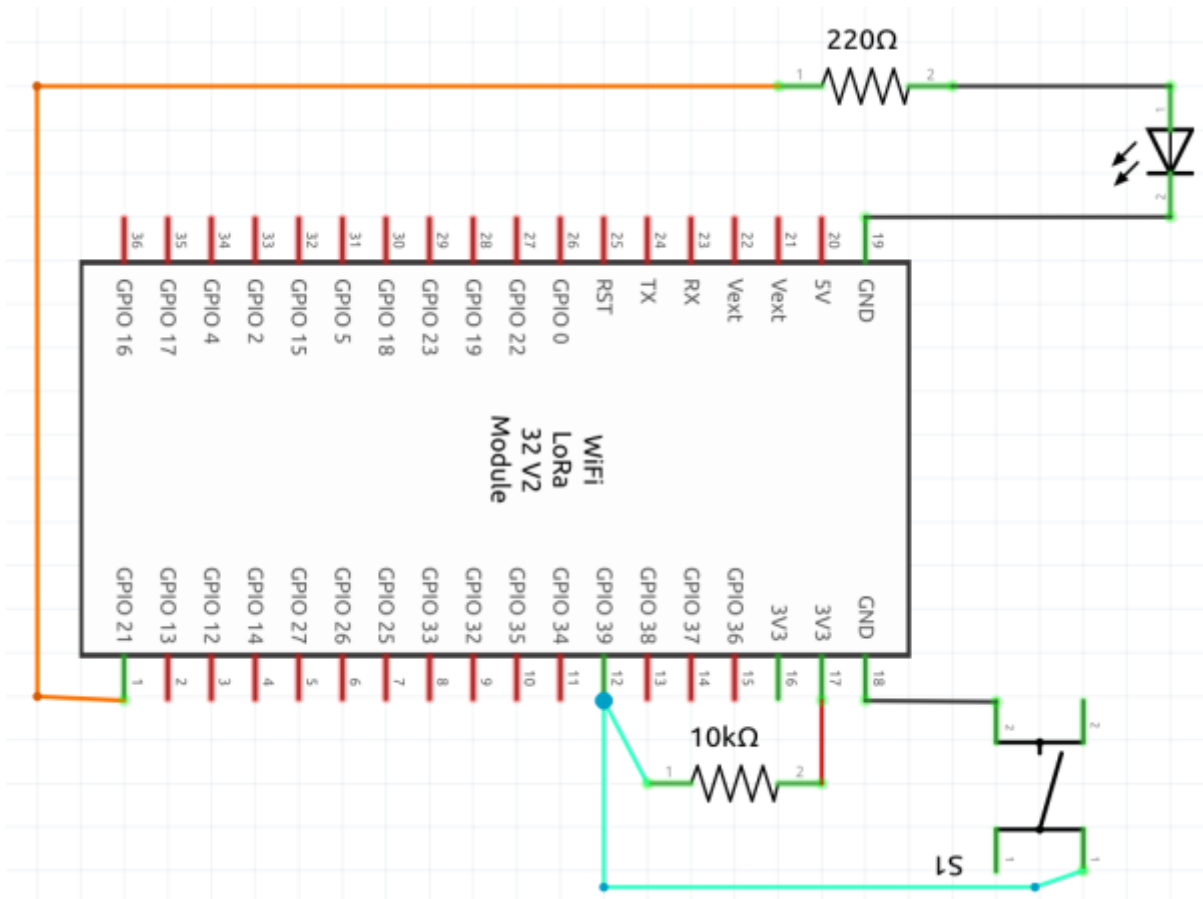 220Ω
1
2
1
2
36
35
34
33
32
31
30
29
28
27
26
25
24
23
22
21
20
19
GPIO 16
GPIO 17
GPIO 4
GPIO 2
GPIO 15
GPIO 5
GPIO 18
GPIO 23
GPIO 19
GPIO 22
GPIO 0
RST
TX
RX
Vext
Vext
5V
GND
WiFi
LoRa
32 V2
Module
GPIO 21
GPIO 13
GPIO 12
GPIO 14
GPIO 27
GPIO 26
GPIO 25
GPIO 33
GPIO 32
GPIO 35
GPIO 34
GPIO 39
GPIO 38
GPIO 37
GPIO 36
3V3
3V3
GND
1
2
3
4
5
6
7
8
9
10
11
12
13
14
15
16
17
18
10kΩ
1
2
2
2
S1
1
1